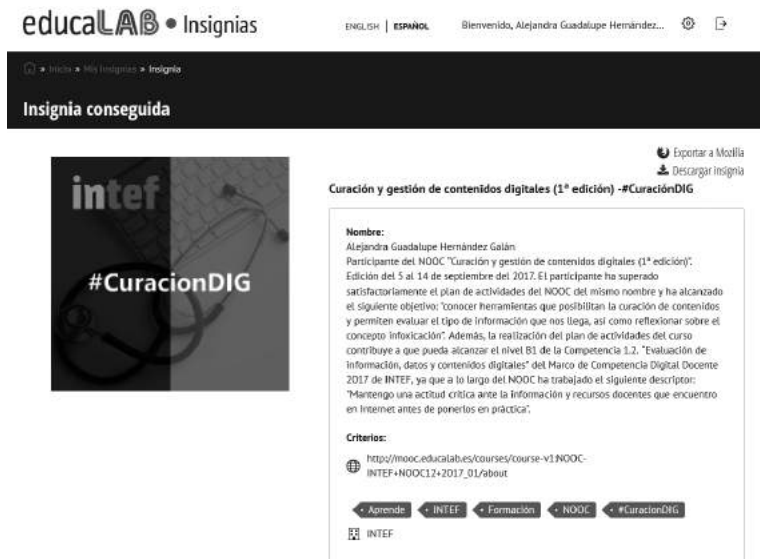 educaLAB • Insignias
ENGLISH | ESPAÑOL
Bienvenido, Alejandra Guadalupe Hernández...
» Inicio » Mis Insignias » Insignia
Insignia conseguida
Exportar a Mozilla
Descargar insignia
intef
#CuracionDIG
Curación y gestión de contenidos digitales (1ª edición) -#CuraciónDIG
Nombre:
Alejandra Guadalupe Hernández Galán
Participante del NOOC "Curación y gestión de contenidos digitales (1ª edición)".
Edición del 5 al 14 de septiembre del 2017. El participante ha superado
satisfactoriamente el plan de actividades del NOOC del mismo nombre y ha alcanzado
el siguiente objetivo: "conocer herramientas que posibilitan la curación de contenidos
y permiten evaluar el tipo de información que nos llega, así como reflexionar sobre el
concepto infoxicación". Además, la realización del plan de actividades del curso
contribuye a que pueda alcanzar el nivel B1 de la Competencia 1.2. "Evaluación de
información, datos y contenidos digitales" del Marco de Competencia Digital Docente
2017 de INTEF, ya que a lo largo del NOOC ha trabajado el siguiente descriptor:
"Mantengo una actitud crítica ante la información y recursos docentes que encuentro
en Internet antes de ponerlos en práctica".
Criterios:
http://mooc.educalab.es/courses/course-v1:NOOC-
INTEF+NOOC12+2017_01/about
Aprende
INTEF
Formación
NOOC
#CuracionDIG
INTEF